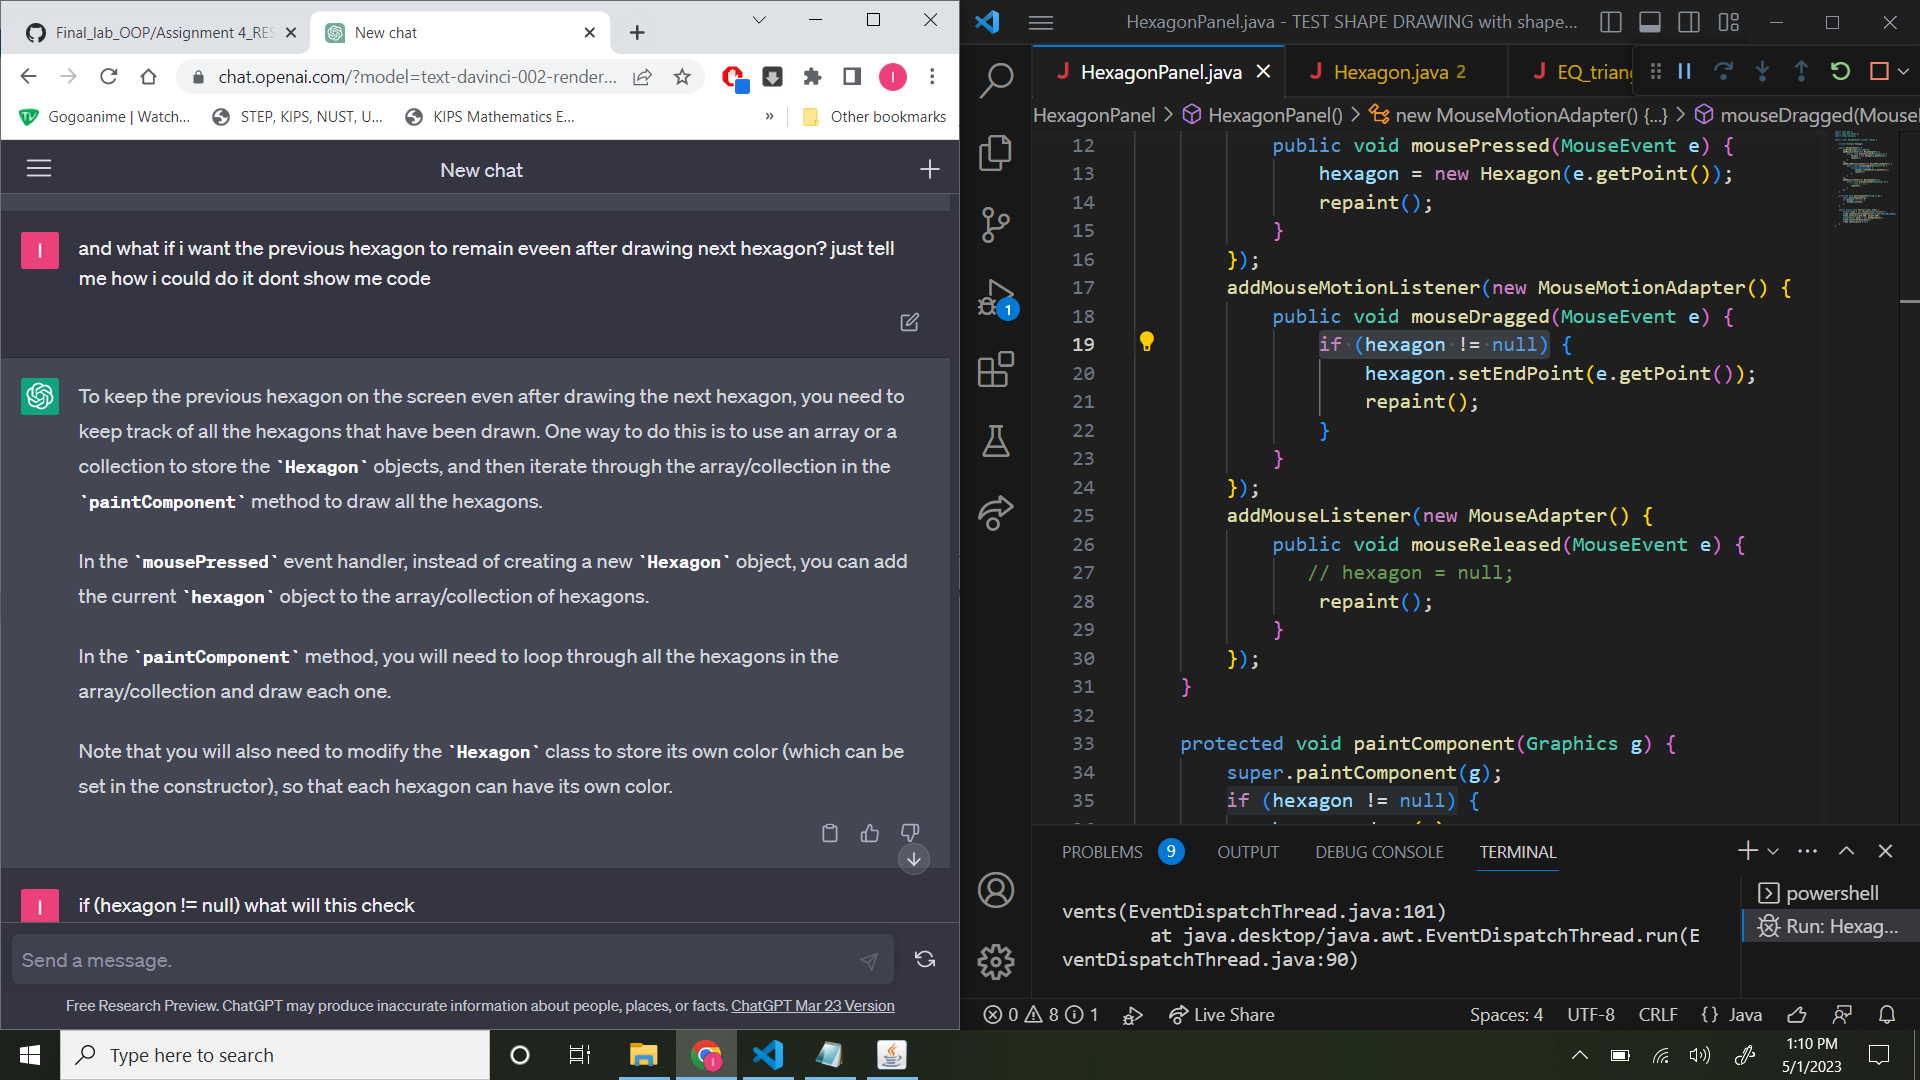 Final_lab_OOP/Assignment 4_RES
New chat
chat.openai.com/?model=text-davinci-002-render...
I
Gogoanime | Watch...
STEP, KIPS, NUST, U...
KIPS Mathematics E...
»
Other bookmarks
New chat
I
and what if i want the previous hexagon to remain eveen after drawing next hexagon? just tell
me how i could do it dont show me code
To keep the previous hexagon on the screen even after drawing the next hexagon, you need to
keep track of all the hexagons that have been drawn. One way to do this is to use an array or a
collection to store the `Hexagon` objects, and then iterate through the array/collection in the
`paintComponent` method to draw all the hexagons.
In the `mousePressed` event handler, instead of creating a new `Hexagon` object, you can add
the current `hexagon` object to the array/collection of hexagons.
In the `paintComponent` method, you will need to loop through all the hexagons in the
array/collection and draw each one.
Note that you will also need to modify the `Hexagon` class to store its own color (which can be
set in the constructor), so that each hexagon can have its own color.
I
if (hexagon != null) what will this check
Send a message.
Free Research Preview. ChatGPT may produce inaccurate information about people, places, or facts. ChatGPT Mar 23 Version
HexagonPanel.java - TEST SHAPE DRAWING with shape...
J HexagonPanel.java
J Hexagon.java 2
J EQ_trian
HexagonPanel > HexagonPanel() > new MouseMotionAdapter() {...} > mouseDragged(MouseE
12 public void mousePressed(MouseEvent e) {
13 hexagon = new Hexagon(e.getPoint());
14 repaint();
15 }
16 });
17 addMouseMotionListener(new MouseMotionAdapter() {
18 public void mouseDragged(MouseEvent e) {
19 if (hexagon != null) {
20 hexagon.setEndPoint(e.getPoint());
21 repaint();
22 }
23 }
24 });
25 addMouseListener(new MouseAdapter() {
26 public void mouseReleased(MouseEvent e) {
27 // hexagon = null;
28 repaint();
29 }
30 });
31 }
32
33 protected void paintComponent(Graphics g) {
34 super.paintComponent(g);
35 if (hexagon != null) {
1
PROBLEMS 9 OUTPUT DEBUG CONSOLE TERMINAL
vents(EventDispatchThread.java:101)
at java.desktop/java.awt.EventDispatchThread.run(E
ventDispatchThread.java:90)
powershell
Run: Hexag...
0 8 1
Live Share
Spaces: 4 UTF-8 CRLF {} Java
Type here to search
1:10 PM
5/1/2023